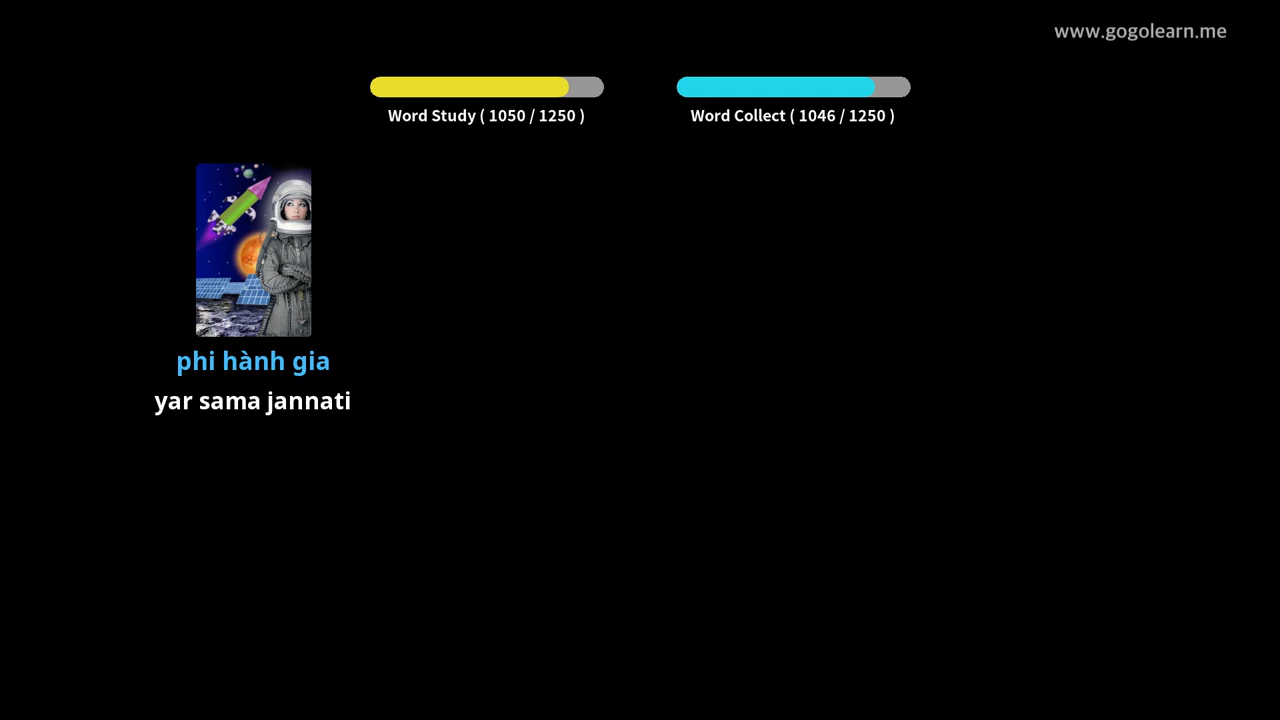 www.gogolearn.me
Word Study ( 1050 / 1250 )
Word Collect ( 1046 / 1250 )
phi hành gia
yar sama jannati